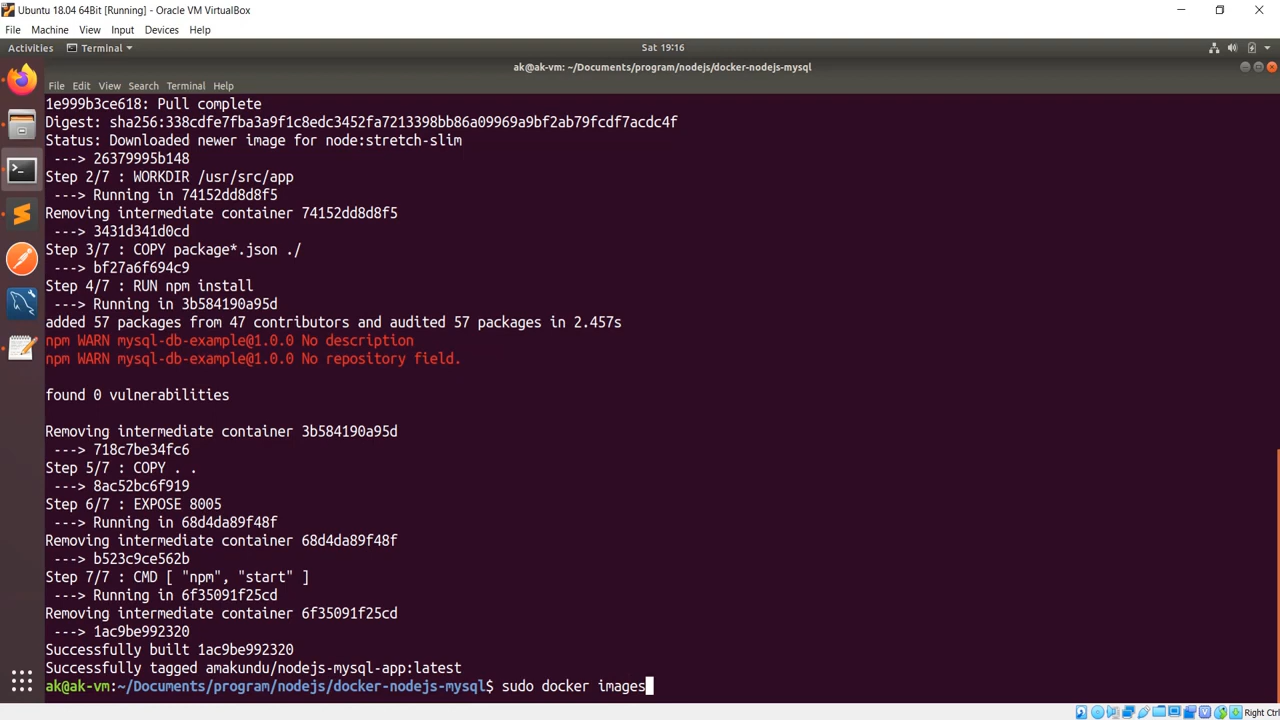 Ubuntu 18.04 64Bit [Running] - Oracle VM VirtualBox
File Machine View Input Devices Help
Activities Terminal Sat 19:16
ak@ak-vm: ~/Documents/program/nodejs/docker-nodejs-mysql
File Edit View Search Terminal Help
1e999b3ce618: Pull complete
Digest: sha256:338cdfe7fba3a9f1c8edc3452fa7213398bb86a09969a9bf2ab79fcdf7acdc4f
Status: Downloaded newer image for node:stretch-slim
---> 26379995b148
Step 2/7 : WORKDIR /usr/src/app
---> Running in 74152dd8d8f5
Removing intermediate container 74152dd8d8f5
---> 3431d341d0cd
Step 3/7 : COPY package*.json ./
---> bf27a6f694c9
Step 4/7 : RUN npm install
---> Running in 3b584190a95d
added 57 packages from 47 contributors and audited 57 packages in 2.457s
npm WARN mysql-db-example@1.0.0 No description
npm WARN mysql-db-example@1.0.0 No repository field.
found 0 vulnerabilities
Removing intermediate container 3b584190a95d
---> 718c7be34fc6
Step 5/7 : COPY . .
---> 8ac52bc6f919
Step 6/7 : EXPOSE 8005
---> Running in 68d4da89f48f
Removing intermediate container 68d4da89f48f
---> b523c9ce562b
Step 7/7 : CMD [ "npm", "start" ]
---> Running in 6f35091f25cd
Removing intermediate container 6f35091f25cd
---> 1ac9be992320
Successfully built 1ac9be992320
Successfully tagged amakundu/nodejs-mysql-app:latest
ak@ak-vm:~/Documents/program/nodejs/docker-nodejs-mysql$ sudo docker images
Right Ctrl